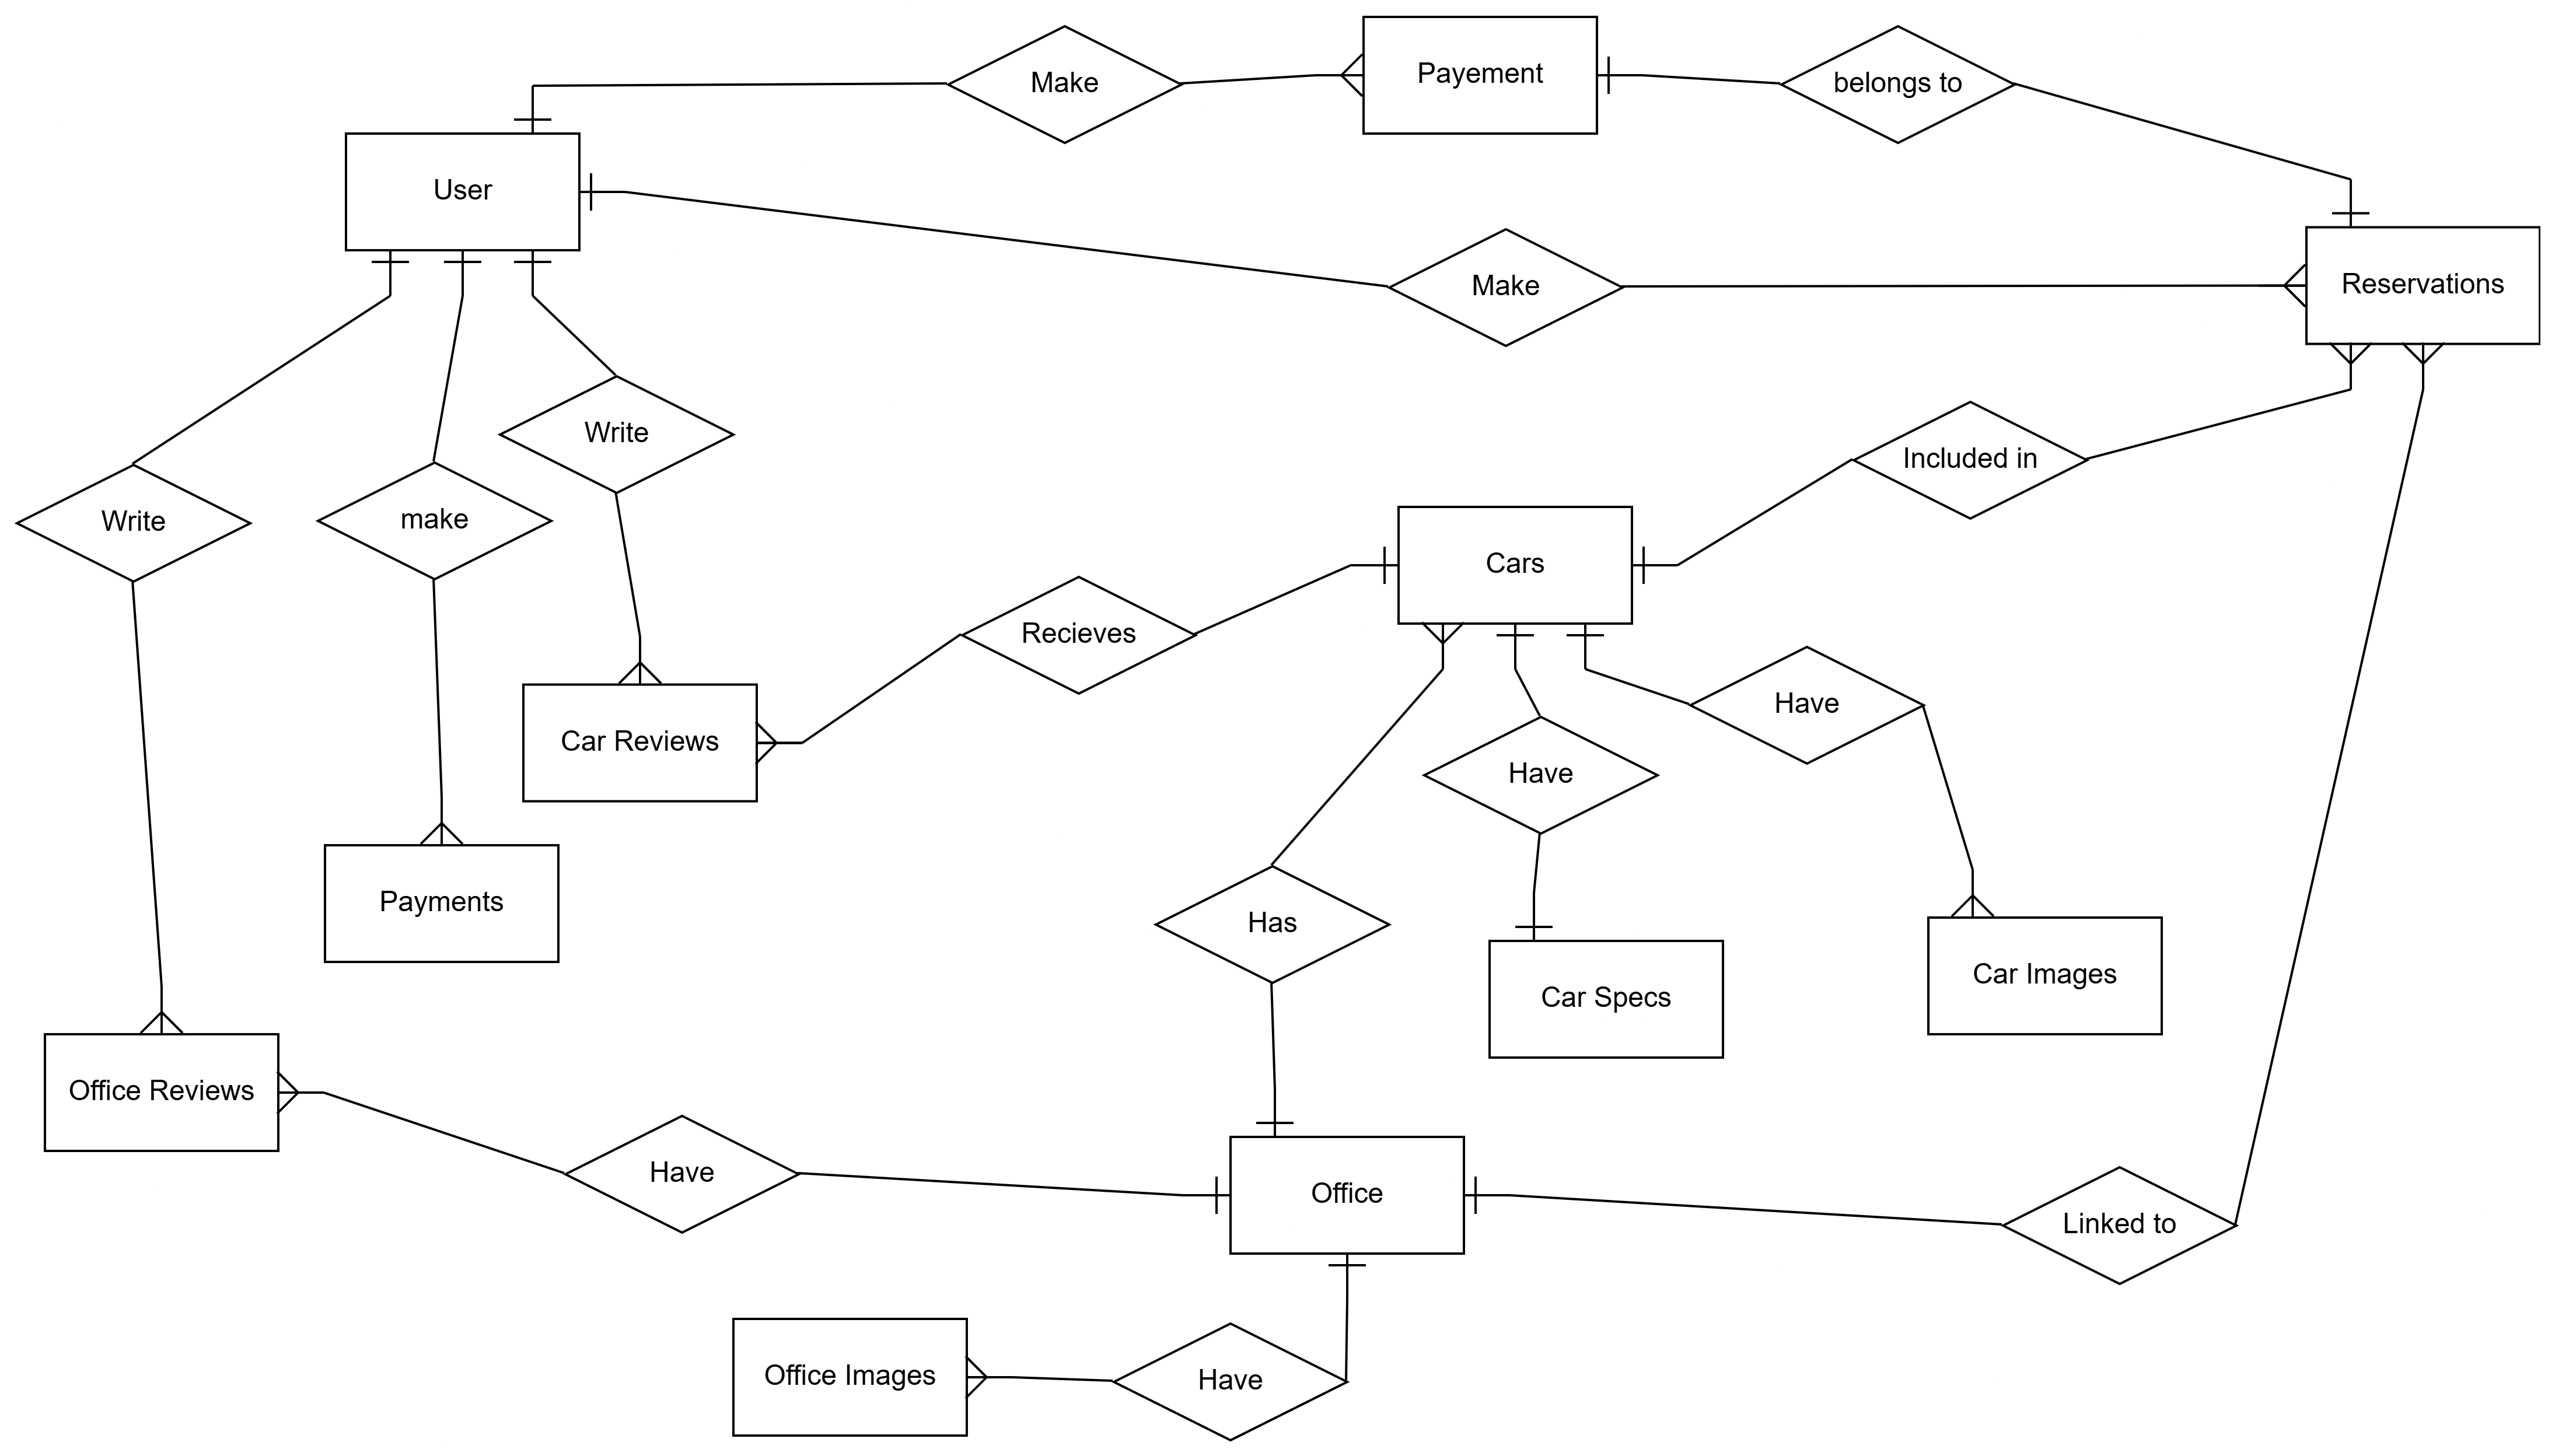 Make
Payement
belongs to
User
Make
Reservations
Write
make
Write
Included in
Cars
Recieves
Car Reviews
Have
Have
Has
Payments
Car Specs
Car Images
Office Reviews
Have
Office
Linked to
Office Images
Have